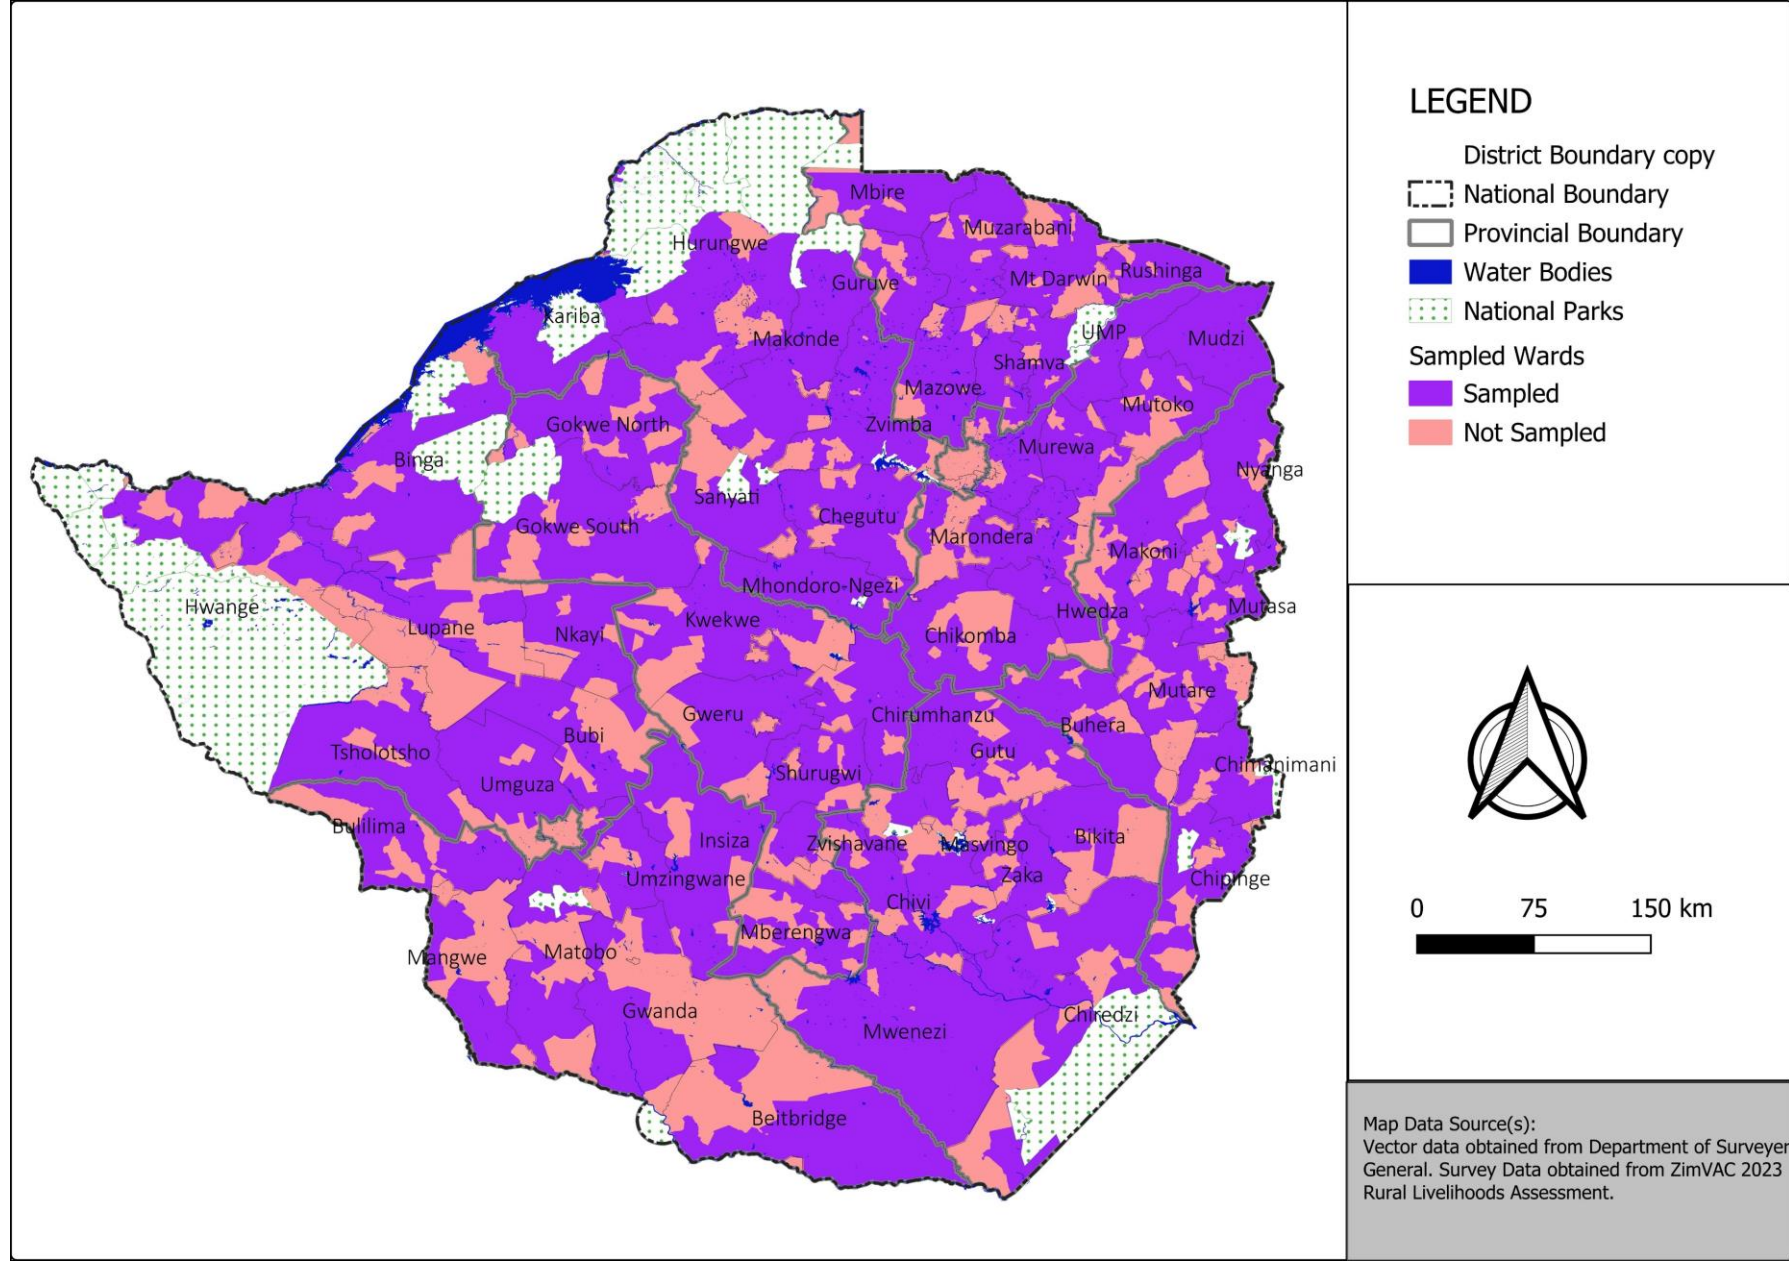 LEGEND
District Boundary copy
National Boundary
Provincial Boundary
Water Bodies
National Parks
Sampled Wards
Sampled
Not Sampled
Mbire
Muzarabani
Hurungwe
Mt Darwin
Rushinga
Guruve
Kariba
Makonde
UMP
Mudzi
Shamva
Mazowe
Mutoko
Gokwe North
Zvimba
Murewa
Binga
Nyanga
Sanyati
Chegutu
Gokwe South
Marondera
Makoni
Mhondoro-Ngezi
Hwange
Mutasa
Hwedza
Kwekwe
Lupane
Nkayi
Chikomba
Mutare
Gweru
Chirumhanzu
Buhera
Bubi
Tsholotsho
Gutu
Chimanimani
Shurugwi
Umguza
Bulilima
Insiza
Zvishavane
Masvingo
Bikita
Zaka
Umzingwane
Chipinge
Chivi
Mberengwa
Matobo
Mangwe
Gwanda
Chiredzi
Mwenezi
Beitbridge
0 75 150 km
Map Data Source(s):
Vector data obtained from Department of Surveyer
General. Survey Data obtained from ZimVAC 2023
Rural Livelihoods Assessment.